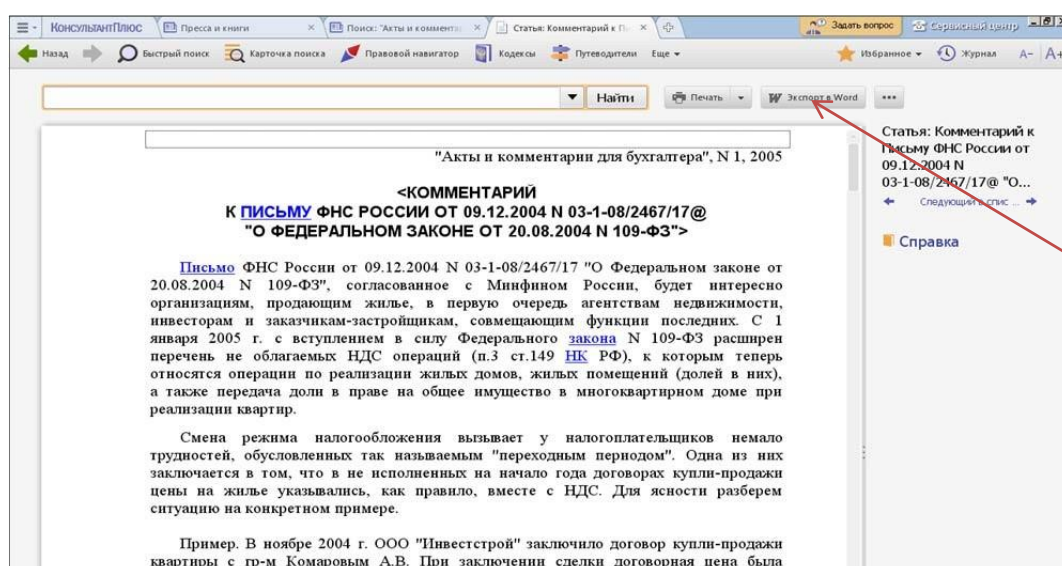 КонсультантПлюс Пресса и книги Поиск: "Акты и коммента Статья: Комментарий к П Задать вопрос Сервисный центр
Назад Быстрый поиск Карточка поиска Правовой навигатор Кодексы Путеводители Еще Избранное Журнал А- А+
Найти Печать Экспорт в Word •••
"Акты и комментарии для бухгалтера", N 1, 2005
<КОММЕНТАРИЙ
К ПИСЬМУ ФНС РОССИИ ОТ 09.12.2004 N 03-1-08/2467/17@
"О ФЕДЕРАЛЬНОМ ЗАКОНЕ ОТ 20.08.2004 N 109-ФЗ">
Письмо ФНС России от 09.12.2004 N 03-1-08/2467/17 "О Федеральном законе от
20.08.2004 N 109-ФЗ", согласованное с Минфином России, будет интересно
организациям, продающим жилье, в первую очередь агентствам недвижимости,
инвесторам и заказчикам-застройщикам, совмещающим функции последних. С 1
января 2005 г. с вступлением в силу Федерального закона N 109-ФЗ расширен
перечень не облагаемых НДС операций (п.3 ст.149 НК РФ), к которым теперь
относятся операции по реализации жилых домов, жилых помещений (долей в них),
а также передача доли в праве на общее имущество в многоквартирном доме при
реализации квартир.
Смена режима налогообложения вызывает у налогоплательщиков немало
трудностей, обусловленных так называемым "переходным периодом". Одна из них
заключается в том, что в не исполненных на начало года договорах купли-продажи
цены на жилье указывались, как правило, вместе с НДС. Для ясности разберем
ситуацию на конкретном примере.
Пример. В ноябре 2004 г. ООО "Инвестстрой" заключило договор купли-продажи
квартиры с гр-м Комаровым А.В. При заключении сделки договорная цена была
Статья: Комментарий к
Письму ФНС России от
09.12.2004 N
03-1-08/2467/17@ "О...
Следующий в спис ...
Справка